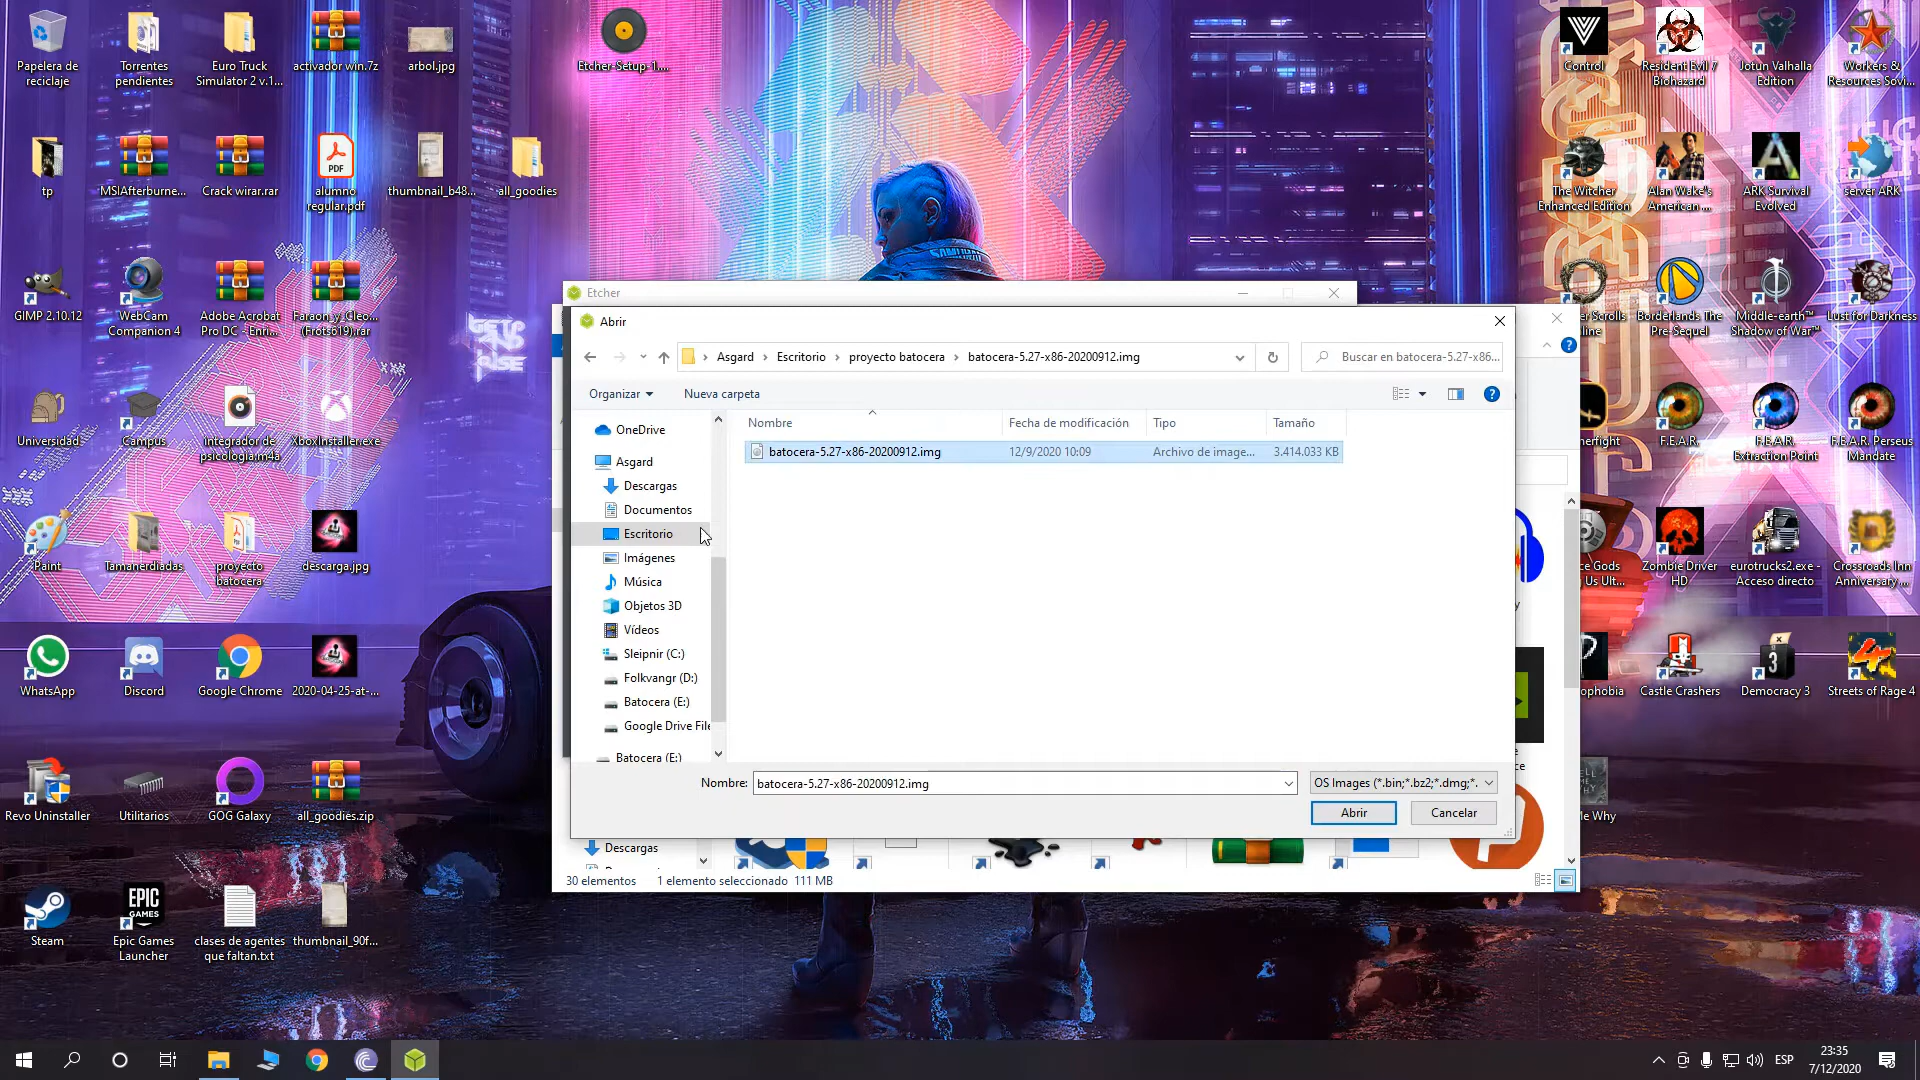 Papelera de
reciclaje
Torrentes
pendientes
Euro Truck
Simulator 2 v.1...
activador win.7z
arbol.jpg
Etcher-Setup-1....
Control
Resident Evil 7
Biohazard
Jotun Valhalla
Edition
Workers &
Resources Sovi...
tp
MSIAfterburne...
Crack wirar.rar
PDF
alumno
regular.pdf
thumbnail_b48...
all_goodies
The Witcher
Enhanced Edition
Alan Wake's
American ...
ARK Survival
Evolved
server ARK
SAMURAI
GIMP 2.10.12
WebCam
Companion 4
Adobe Acrobat
Pro DC - Enri...
Faraon_y_Cleo...
(Frots619).rar
Scrolls
Borderlands The
Pre-Sequel
Middle-earth™
Shadow of War™
Lust for Darkness
Universidad
Campus
integrador de
psicologia.m4a
XboxInstaller.exe
F.E.A.R.
F.E.A.R.
Extraction Point
F.E.A.R. Perseus
Mandate
Paint
Tamanerdiadas
proyecto
batocera
descarga.jpg
Zombie Driver
HD
eurotrucks2.exe -
Acceso directo
Crossroads Inn
Anniversary ...
WhatsApp
Discord
Google Chrome
2020-04-25-at-...
Castle Crashers
3
Democracy 3
Streets of Rage 4
Revo Uninstaller
Utilitarios
GOG Galaxy
all_goodies.zip
Me Why
Steam
EPIC
GAMES
Epic Games
Launcher
clases de agentes
que faltan.txt
thumbnail_90f...
Etcher
Abrir
Asgard
Escritorio
proyecto batocera
batocera-5.27-x86-20200912.img
Buscar en batocera-5.27-x86...
Organizar
Nueva carpeta
OneDrive
Asgard
Descargas
Documentos
Escritorio
Imágenes
Música
Objetos 3D
Vídeos
Sleipnir (C:)
Folkvangr (D:)
Batocera (E:)
Google Drive File
Batocera (E:)
Nombre
Fecha de modificación
Tipo
Tamaño
batocera-5.27-x86-20200912.img
12/9/2020 10:09
Archivo de image...
3.414.033 KB
Nombre:
batocera-5.27-x86-20200912.img
OS Images (*.bin;*.bz2;*.dmg;*.
Abrir
Cancelar
Descargas
30 elementos
1 elemento seleccionado 111 MB
ESP
23:35
7/12/2020